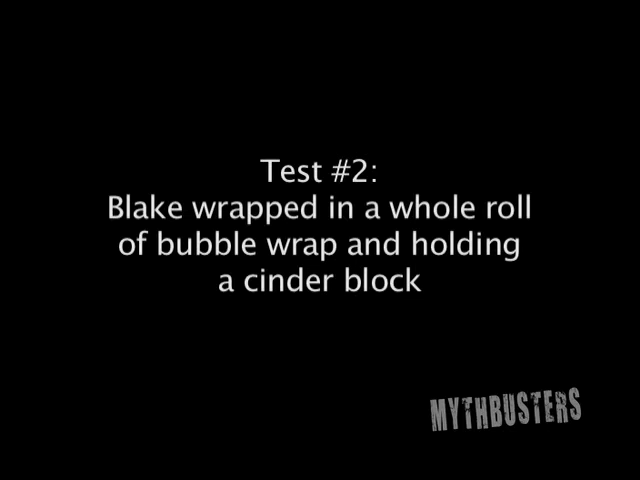 Test #2:
Blake wrapped in a whole roll
of bubble wrap and holding
a cinder block
MYTHBUSTERS